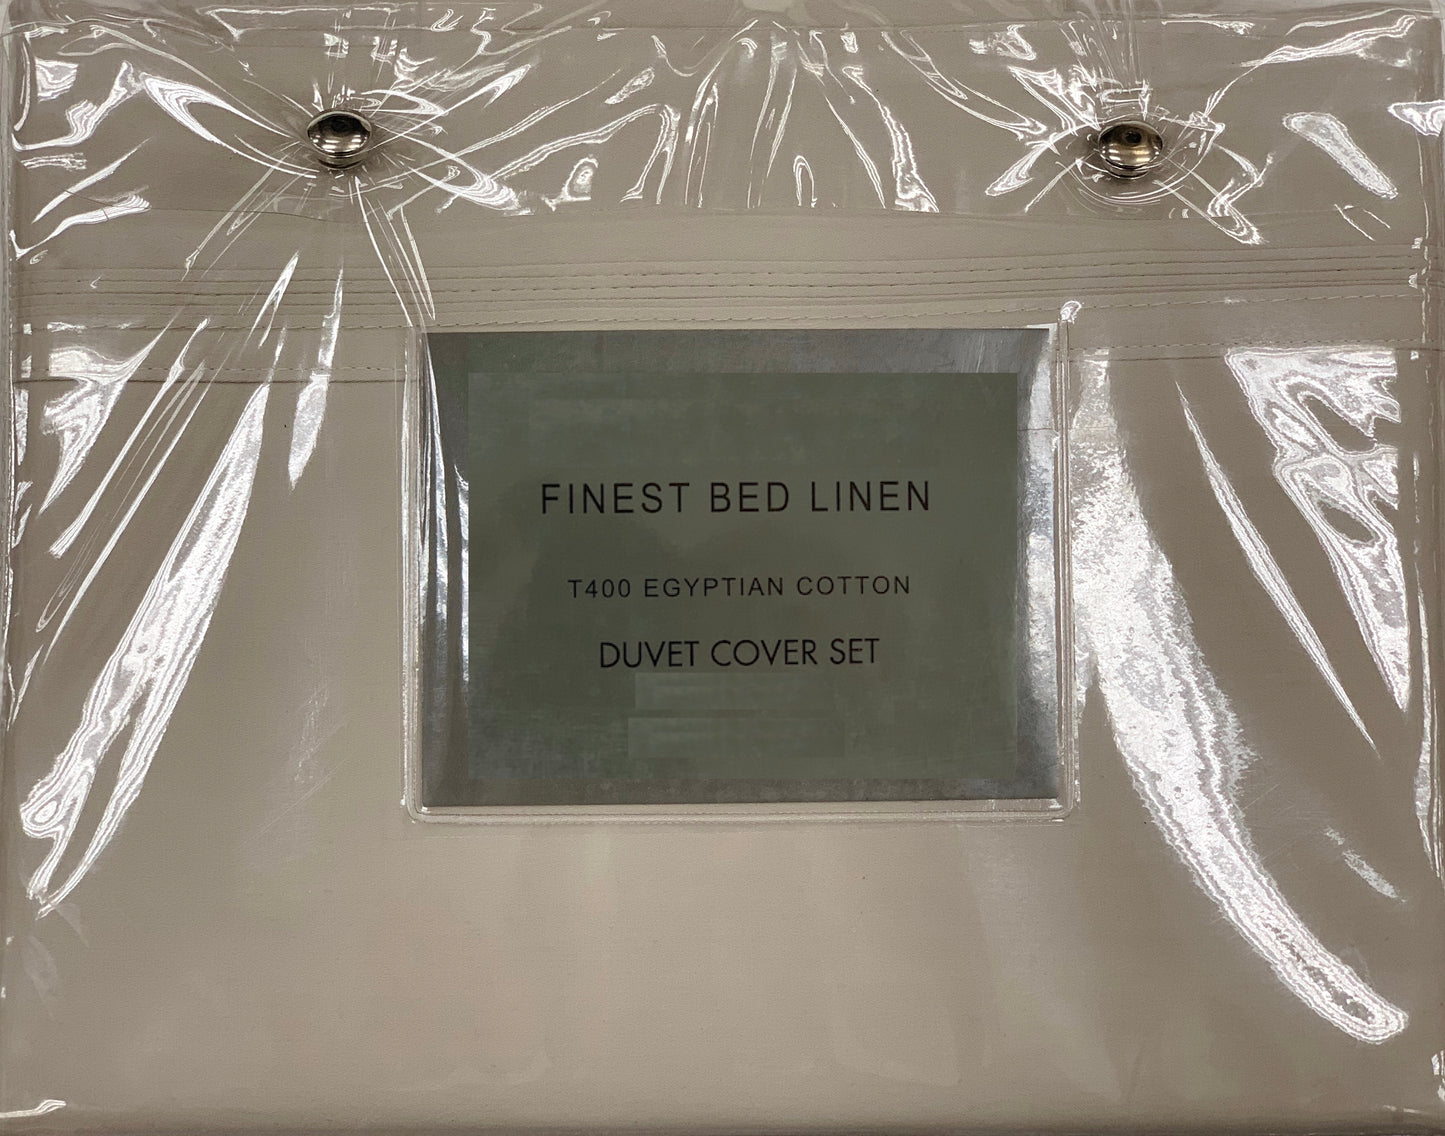 FINEST BED LINEN
T400 EGYPTIAN COTTON
DUVET COVER SET